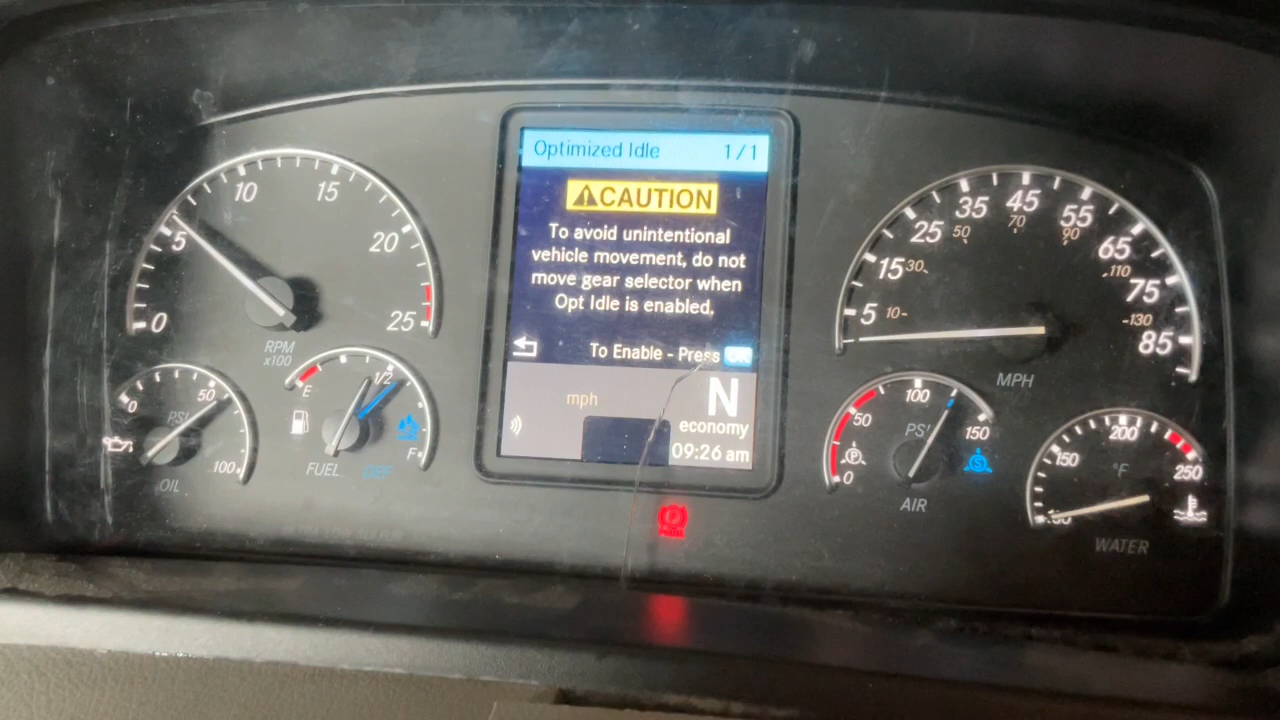 Optimized Idle 1/1
CAUTION
To avoid unintentional
vehicle movement, do not
move gear selector when
Opt Idle is enabled.
To Enable - Press OK
mph
N
economy
09:26 am
0
5
10
15
20
25
RPM
x100
0
50
100
PSI
OIL
E
1/2
F
FUEL
DEF
5
15
25
35
45
55
65
75
85
10
30
50
70
90
110
130
MPH
0
50
100
150
PSI
P
S
AIR
150
200
250
°F
WATER